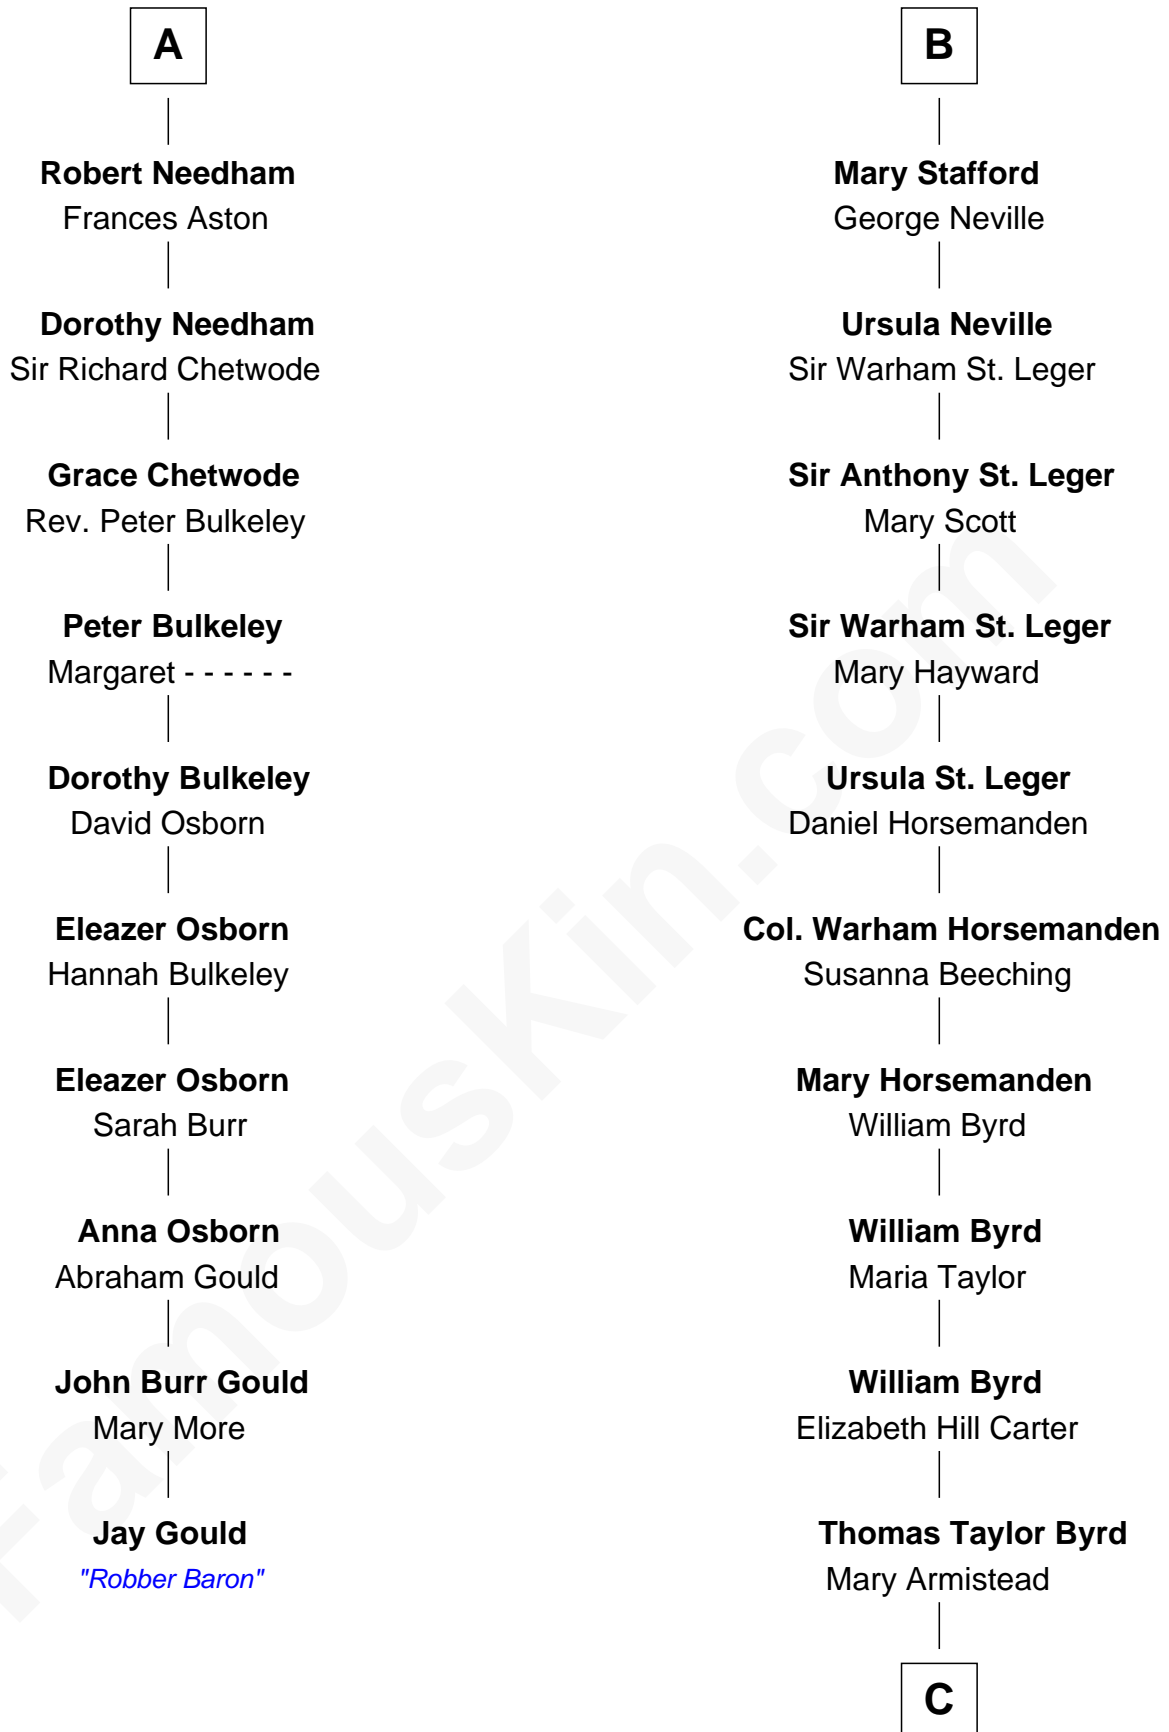 A
Robert Needham
Frances Aston
Dorothy Needham
Sir Richard Chetwode
Grace Chetwode
Rev. Peter Bulkeley
Peter Bulkeley
Margaret - - - - - -
Dorothy Bulkeley
David Osborn
Eleazer Osborn
Hannah Bulkeley
Eleazer Osborn
Sarah Burr
Anna Osborn
Abraham Gould
John Burr Gould
Mary More
Jay Gould
"Robber Baron"
B
Mary Stafford
George Neville
Ursula Neville
Sir Warham St. Leger
Sir Anthony St. Leger
Mary Scott
Sir Warham St. Leger
Mary Hayward
Ursula St. Leger
Daniel Horsemanden
Col. Warham Horsemanden
Susanna Beeching
Mary Horsemanden
William Byrd
William Byrd
Maria Taylor
William Byrd
Elizabeth Hill Carter
Thomas Taylor Byrd
Mary Armistead
C
FamousKin.com